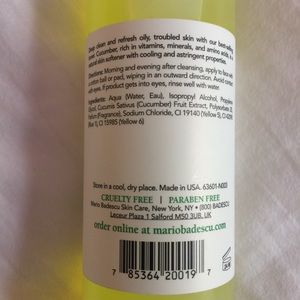 Deep clean and refresh oily, troubled skin with our best-selling
Cucumber, rich in vitamins, minerals, and amino acids,
natural skin softener with cooling and astringent properties.
Directions: Morning and evening after cleansing, apply to face with
cotton ball or pad, wiping in an outward direction. Avoid contact
with eyes. If product gets into eyes, rinse well with water.
Ingredients: Aqua (Water, Eau), Isopropyl Alcohol, Propylene
Glycol, Cucumis Sativus (Cucumber) Fruit Extract, Polysorbate
Parfum (Fragrance), Sodium Chloride, CI 19140 (Yellow 5), CI 42090
(Blue 1), CI 15985 (Yellow 6)
Store in a cool, dry place. Made in USA. 63601-N003
CRUELTY FREE | PARABEN FREE
Mario Badescu Skin Care, New York, NY • (800) BADESCU
Leceur Plaza 1 Salford M50 3UB, UK
order online at mariobadescu.com
7 85364 20019 7